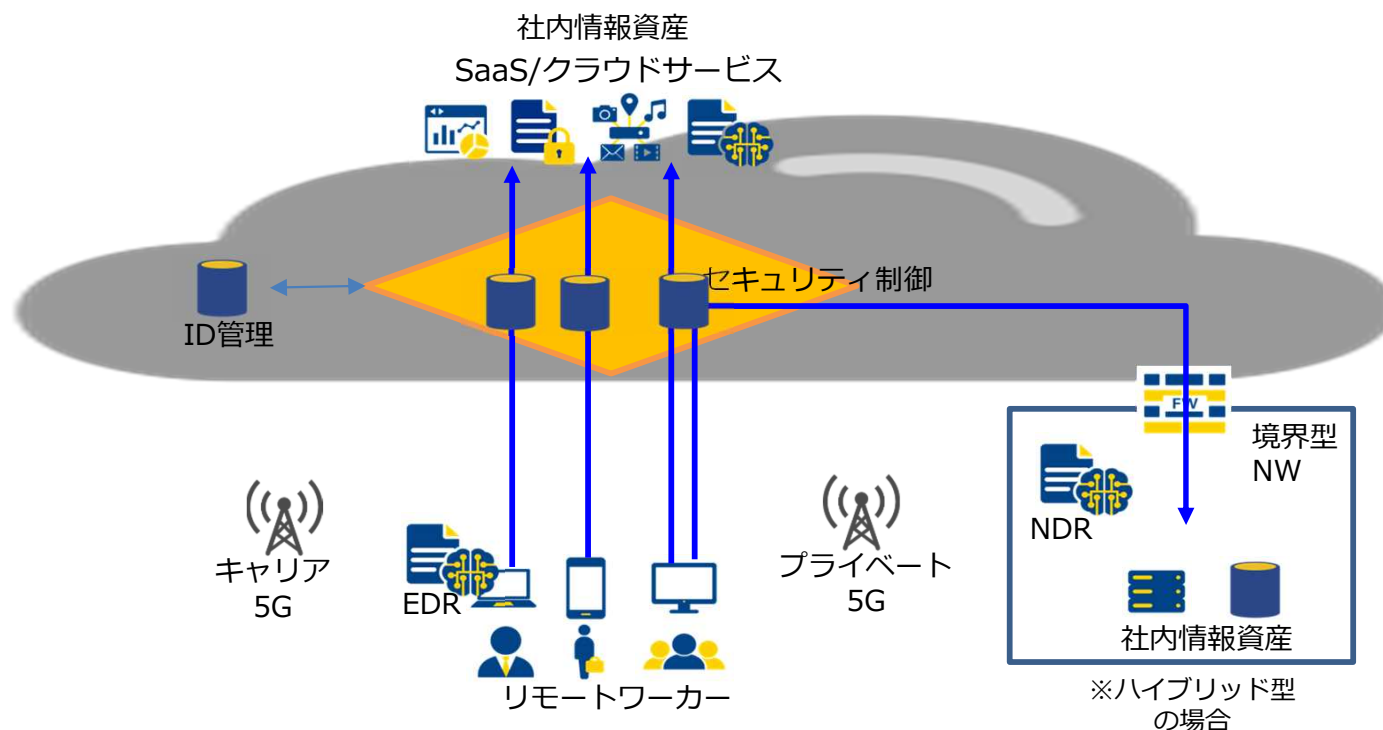 社内情報資産
SaaS/クラウドサービス
セキュリティ制御
ID管理
FW
境界型
NW
NDR
キャリア
5G
EDR
プライベート
5G
社内情報資産
リモートワーカー
※ハイブリッド型
の場合